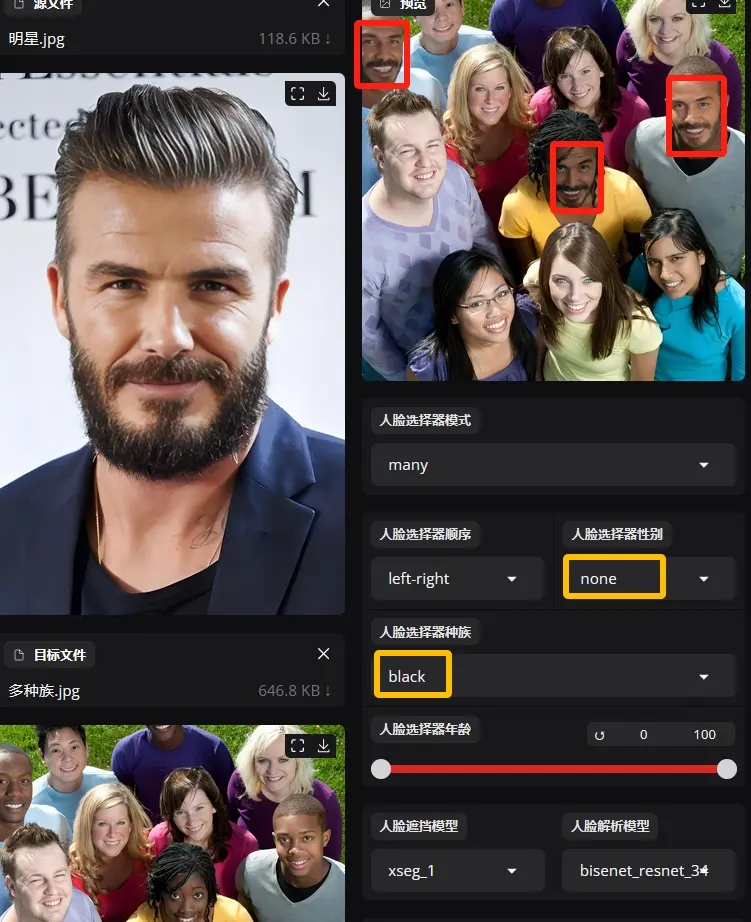 源文件
明星.jpg
118.6 KB ↓
预览
人脸选择器模式
many
人脸选择器顺序
left-right
人脸选择器性别
none
人脸选择器种族
black
目标文件
多种族.jpg
646.8 KB ↓
人脸选择器年龄
0
100
人脸遮挡模型
xseg_1
人脸解析模型
bisenet_resnet_34